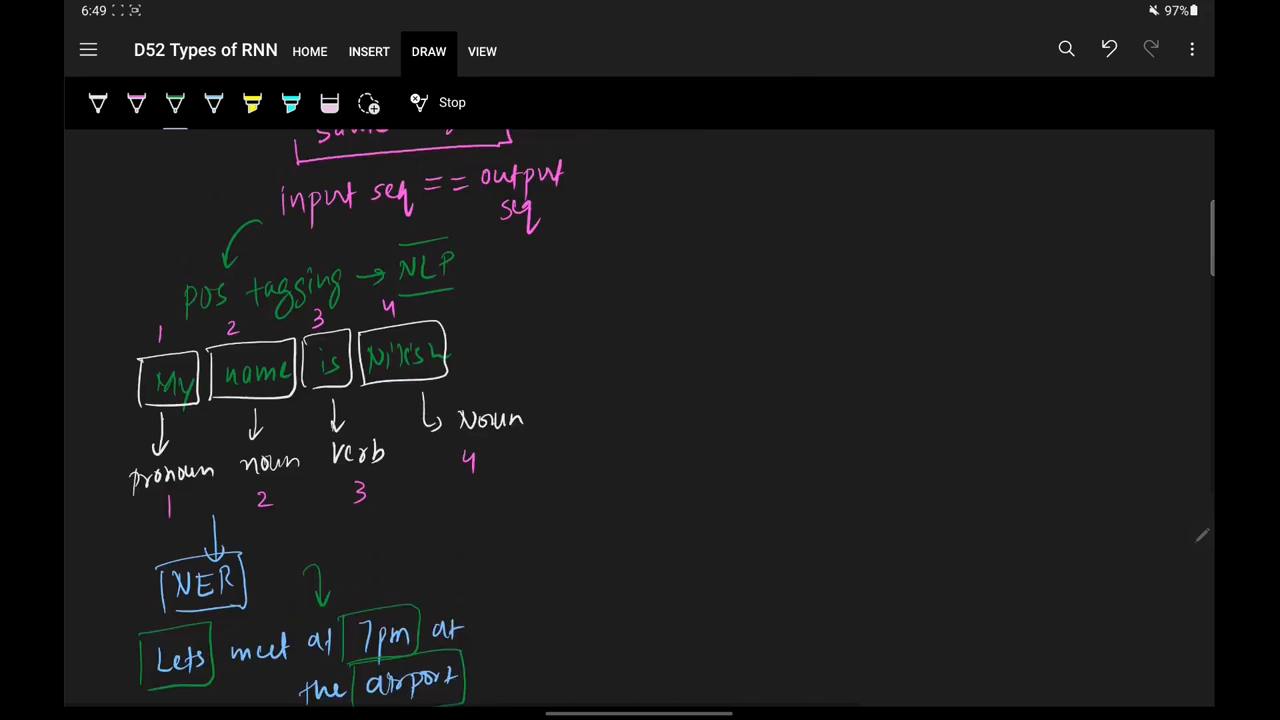 6:49 97%
D52 Types of RNN HOME INSERT DRAW VIEW
Stop
input seq == output
seq
POS tagging → NLP
1 2 3 4
My name is Nitish
pronoun noun verb Noun
1 2 3 4
NER
Lets meet at 7pm at
the airport